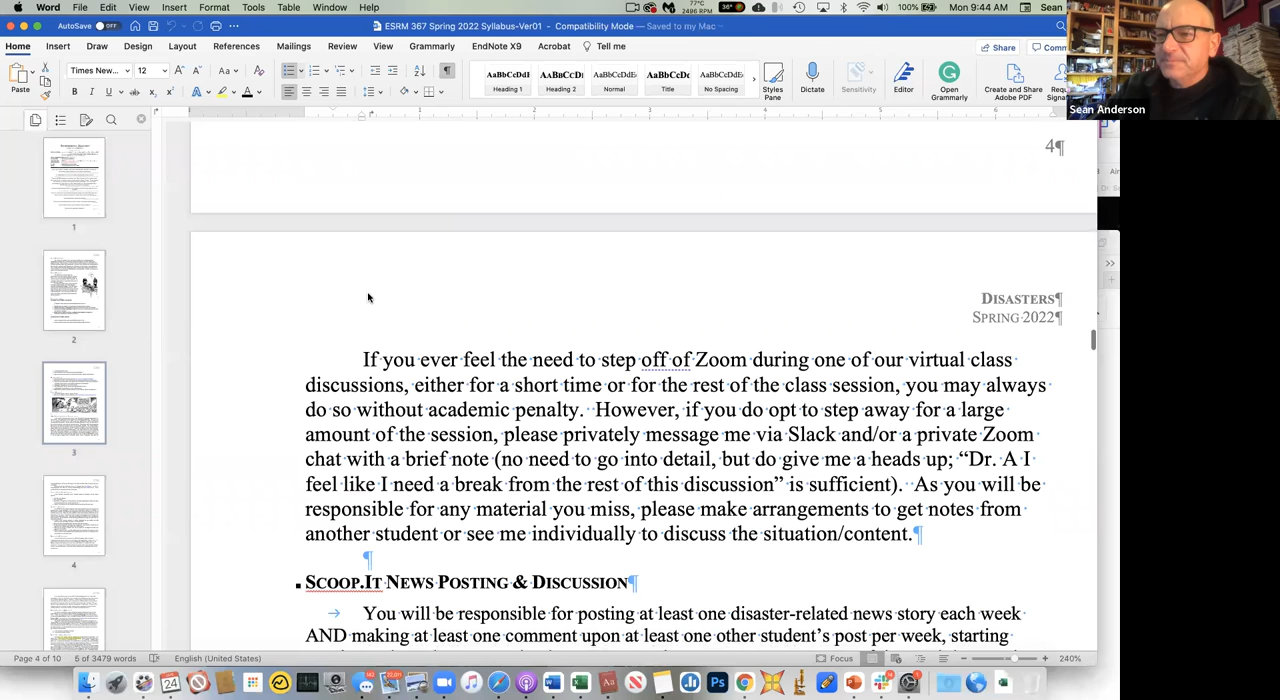 Word File Edit View Insert Format Tools Table Window Help
77°C
2496 RPM
36°
100%
Mon 9:44 AM Sean
AutoSave OFF
ESRM 367 Spring 2022 Syllabus-Ver01 - Compatibility Mode — Saved to my Mac
Home Insert Draw Design Layout References Mailings Review View Grammarly EndNote X9 Acrobat Tell me
Share
Paste
Times New...
12
AaBbCcDdI
Heading 1
AaBbCcDI
Heading 2
AaBbCcDdE
Normal
AaBbCcDc
Title
AaBbCcDdEe
No Spacing
Styles
Pane
Dictate
Sensitivity
Editor
Open
Grammarly
Create and Share
Adobe PDF
Sean Anderson
1
2
3
4
4¶
DISASTERS¶
SPRING 2022¶
If you ever feel the need to step off of Zoom during one of our virtual class
discussions, either for a short time or for the rest of the class session, you may always
do so without academic penalty. However, if you do opt to step away for a large
amount of the session, please privately message me via Slack and/or a private Zoom
chat with a brief note (no need to go into detail, but do give me a heads up; “Dr. A I
feel like I need a break from the rest of this discussion” is sufficient). As you will be
responsible for any material you miss, please make arrangements to get notes from
another student or see me individually to discuss the situation/content.¶
¶
SCOOP.IT NEWS POSTING & DISCUSSION¶
You will be responsible for posting at least one disaster-related news story each week
AND making at least one comment upon at least one other student’s post per week, starting
Page 4 of 10 5 of 3479 words English (United States)
Focus
240%